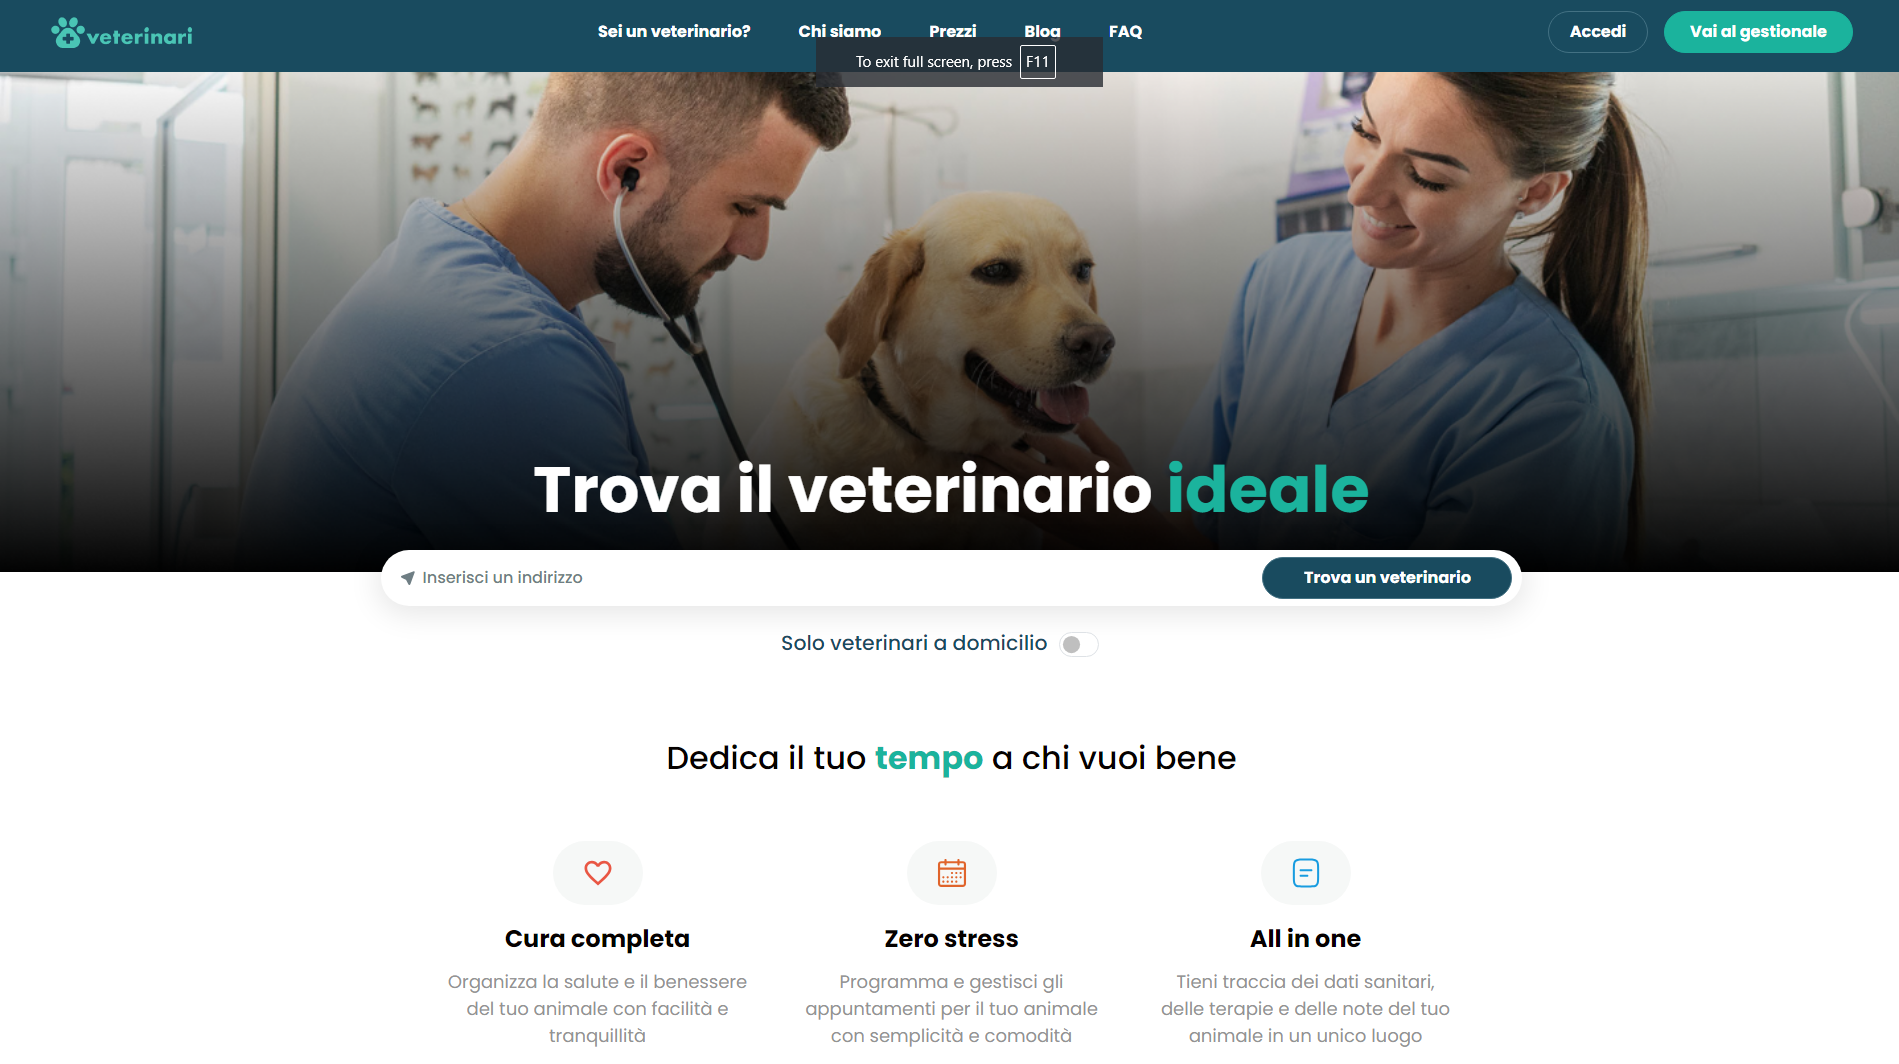 veterinari
Sei un veterinario?
Chi siamo
Prezzi
Blog
FAQ
Accedi
Vai al gestionale
To exit full screen, press F11
Trova il veterinario ideale
Inserisci un indirizzo
Trova un veterinario
Solo veterinari a domicilio
Dedica il tuo tempo a chi vuoi bene
Cura completa
Organizza la salute e il benessere
del tuo animale con facilità e
tranquillità
Zero stress
Programma e gestisci gli
appuntamenti per il tuo animale
con semplicità e comodità
All in one
Tieni traccia dei dati sanitari,
delle terapie e delle note del tuo
animale in un unico luogo